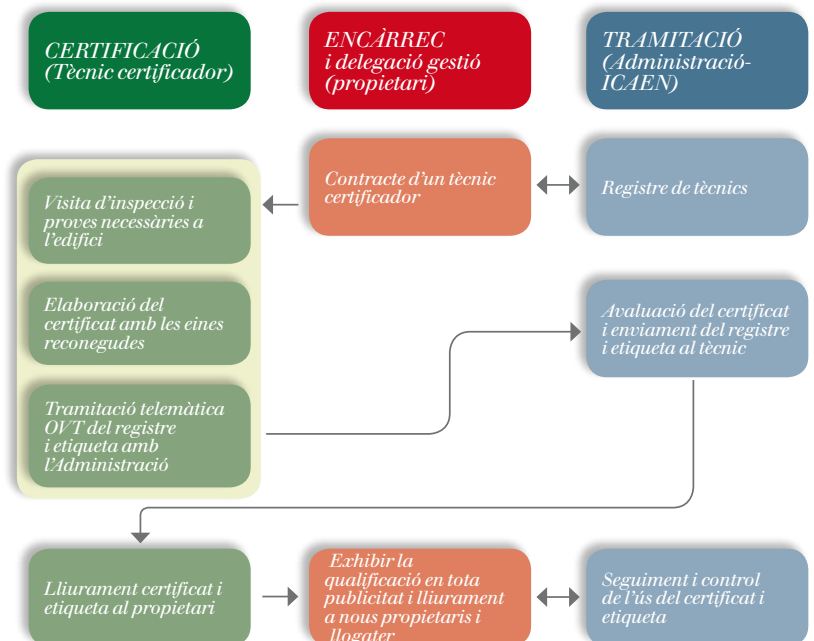 CERTIFICACIÓ
(Tècnic certificador)
ENCÀRREC
i delegació gestió
(propietari)
TRAMITACIÓ
(Administració-
ICAEN)
Contracte d'un tècnic
certificador
Registre de tècnics
Visita d'inspecció i
proves necessàries a
l'edifici
Elaboració del
certificat amb les eines
reconegudes
Tramitació telemàtica
OVT del registre
i etiqueta amb
l'Administració
Avaluació del certificat
i enviament del registre
i etiqueta al tècnic
Lliurament certificat i
etiqueta al propietari
Exhibir la
qualificació en tota
publicitat i lliurament
a nous propietaris i
llogater
Seguiment i control
de l'ús del certificat i
etiqueta